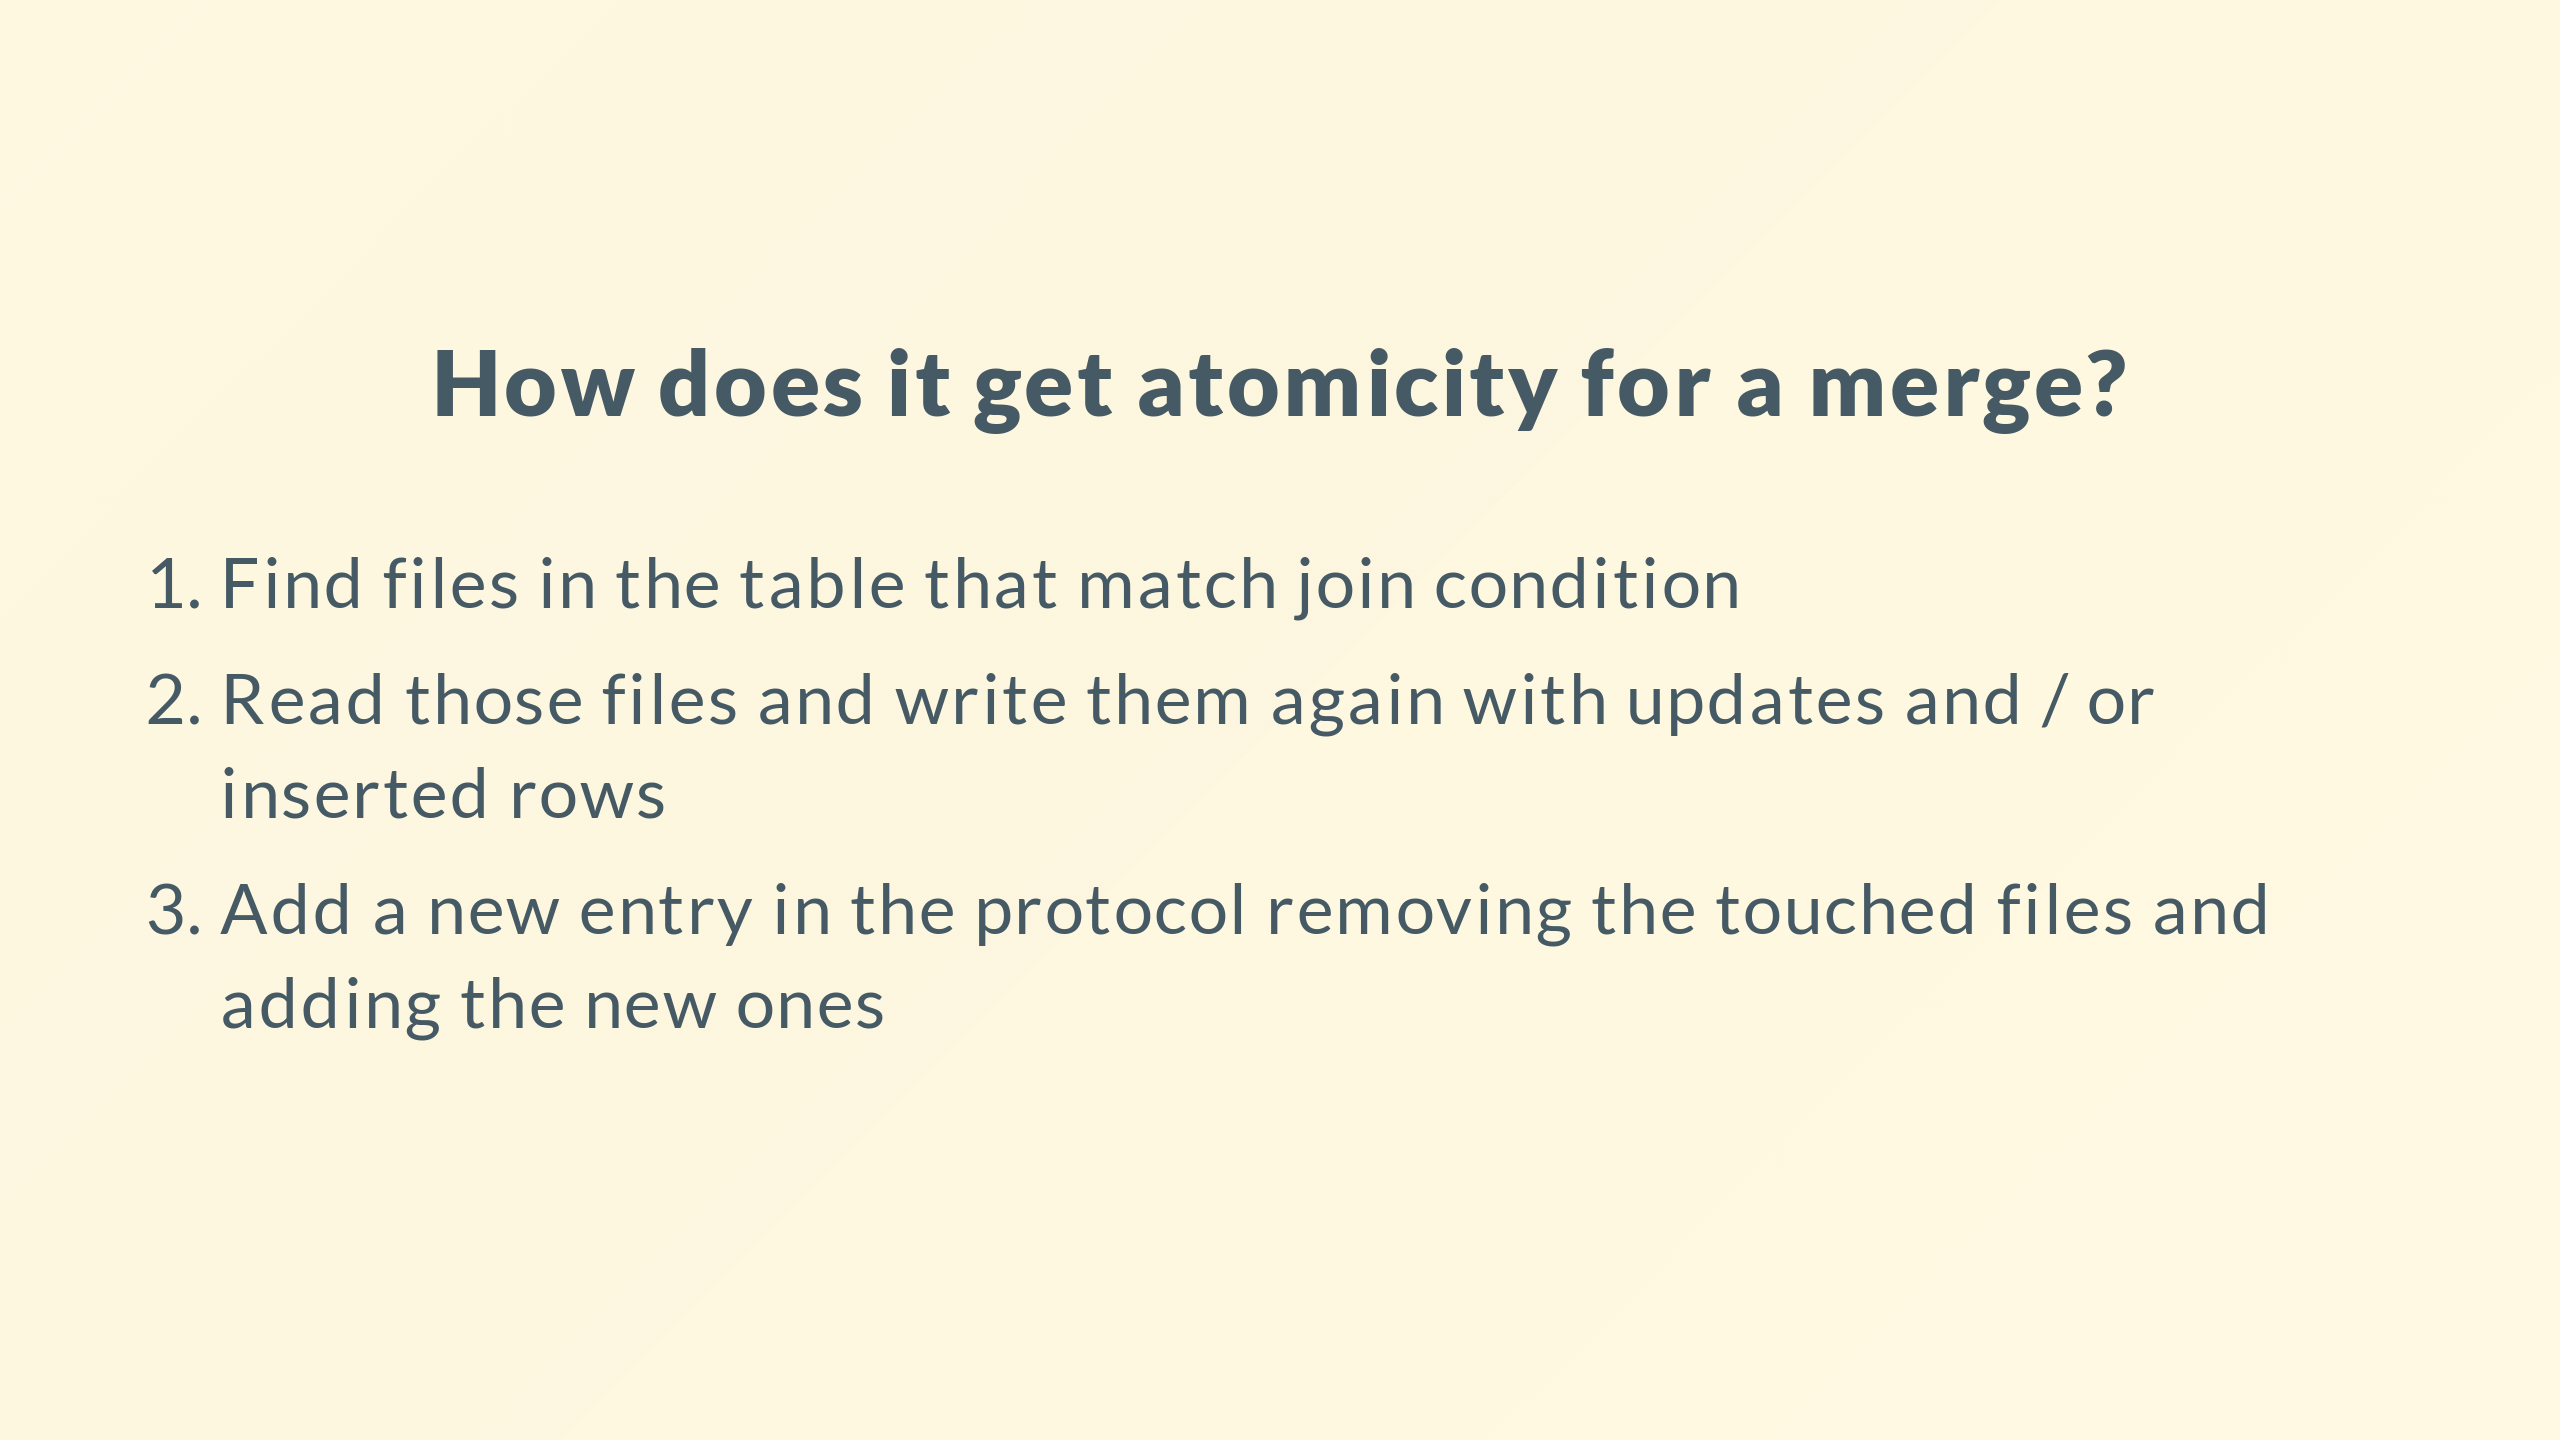 How does it get atomicity for a merge?
1. Find files in the table that match join condition
2. Read those files and write them again with updates and / or
inserted rows
3. Add a new entry in the protocol removing the touched files and
adding the new ones